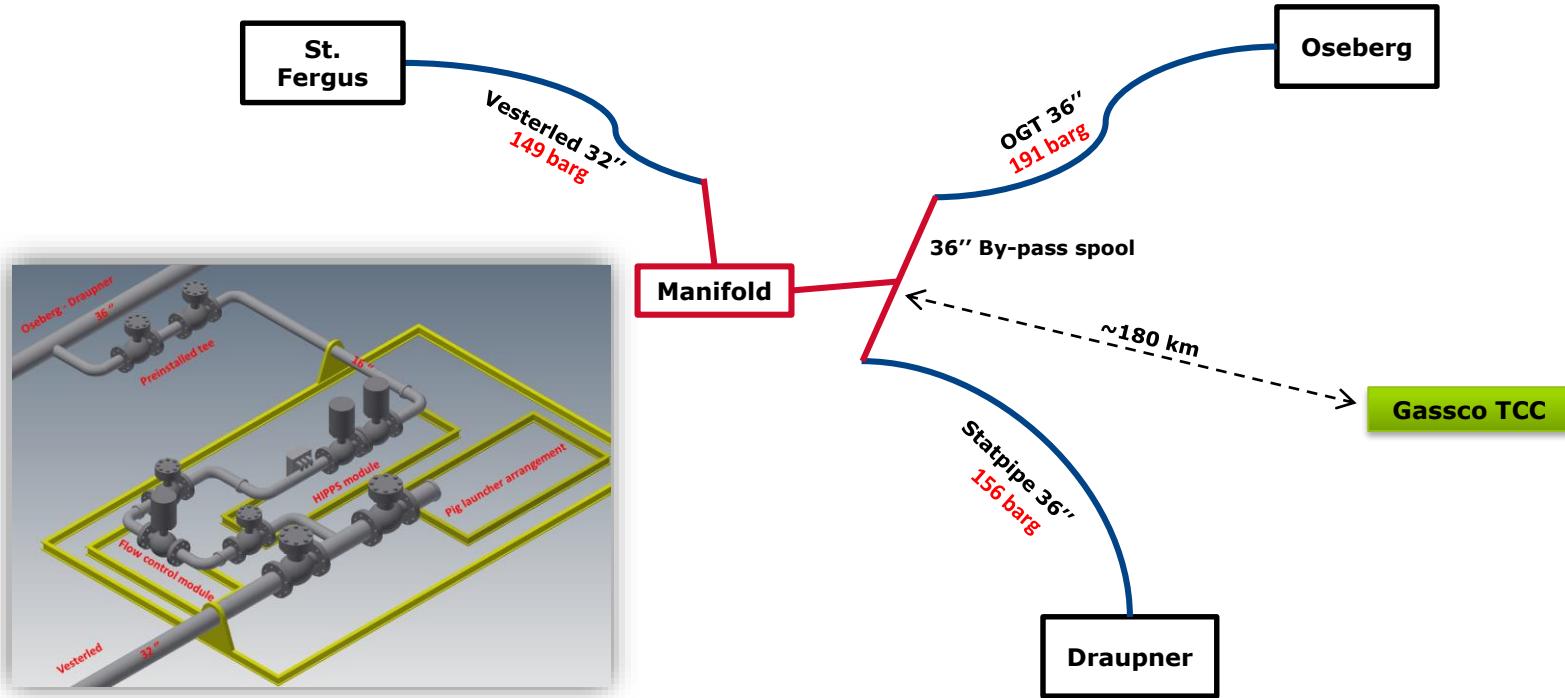 St.
Fergus
Oseberg
Vesterled 32’’
149 barg
OGT 36’’
191 barg
36’’ By-pass spool
Manifold
~180 km
Gassco TCC
Statpipe 36’’
156 barg
Draupner
Oseberg - Draupner
36 ’’
Preinstalled tee
16 ’’
HIPPS module
Pig launcher arrangement
Flow control module
Vesterled
32 ’’